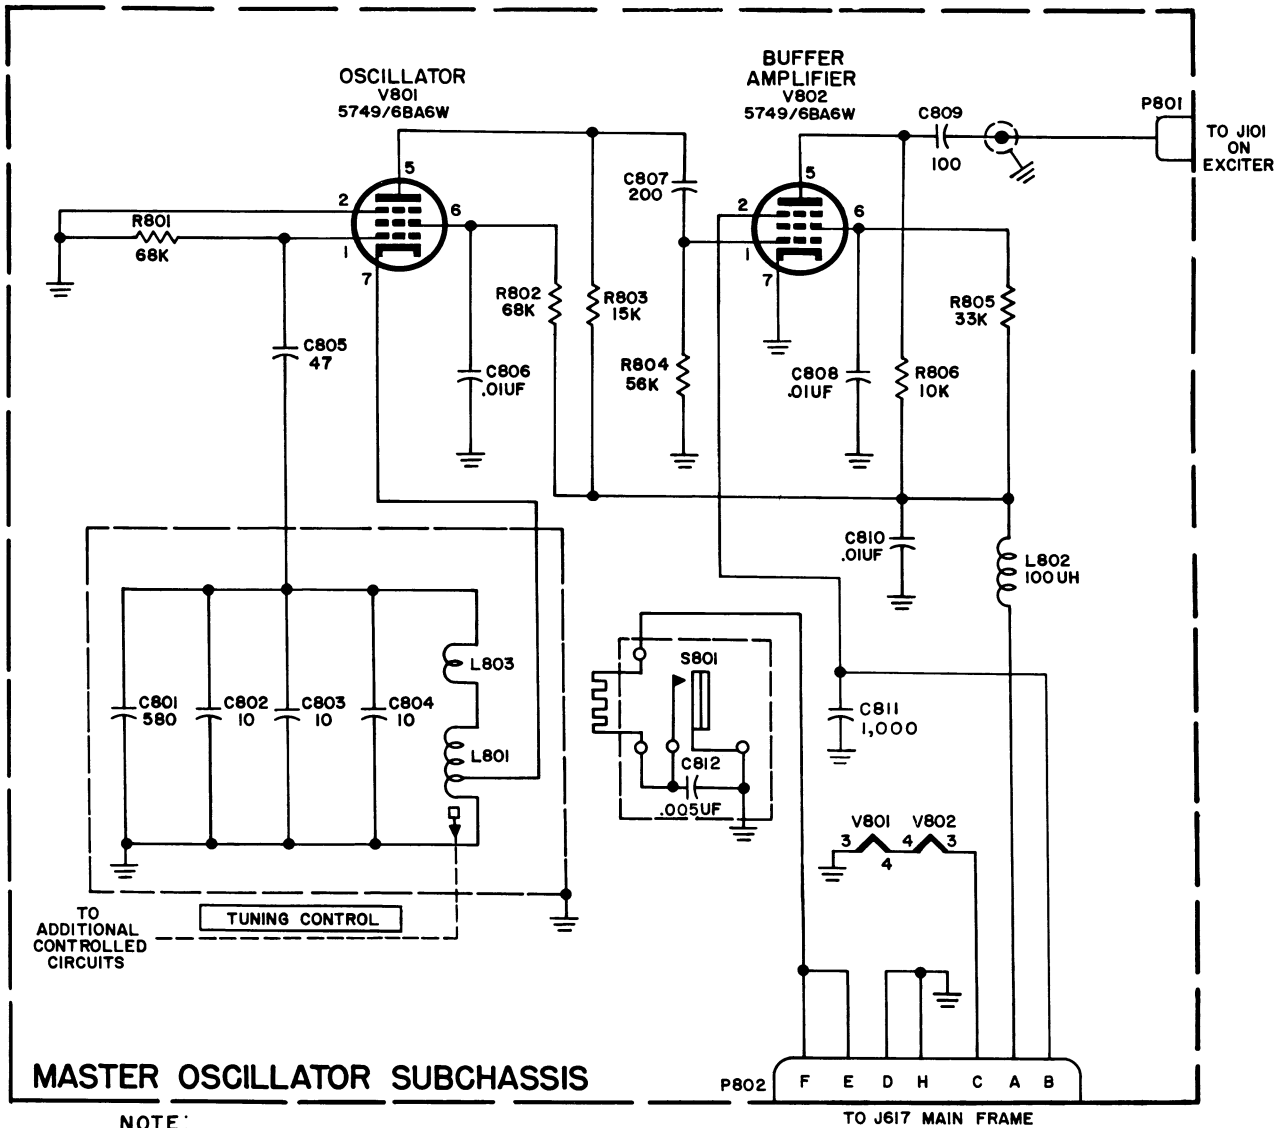 OSCILLATOR
V801
5749/6BA6W
BUFFER
AMPLIFIER
V802
5749/6BA6W
C809
100
P801
TO J101
ON
EXCITER
5
2
6
1
7
R801
68K
C807
200
5
2
6
1
7
R802
68K
R803
15K
R805
33K
C805
47
C806
.01UF
R804
56K
C808
.01UF
R806
10K
C810
.01UF
L802
100UH
L803
S801
C801
580
C802
10
C803
10
C804
10
L801
C811
1,000
C812
.005UF
V801
V802
3
4
4
3
TUNING CONTROL
TO
ADDITIONAL
CONTROLLED
CIRCUITS
MASTER OSCILLATOR SUBCHASSIS
P802
F E D H C A B
TO J617 MAIN FRAME
NOTE: